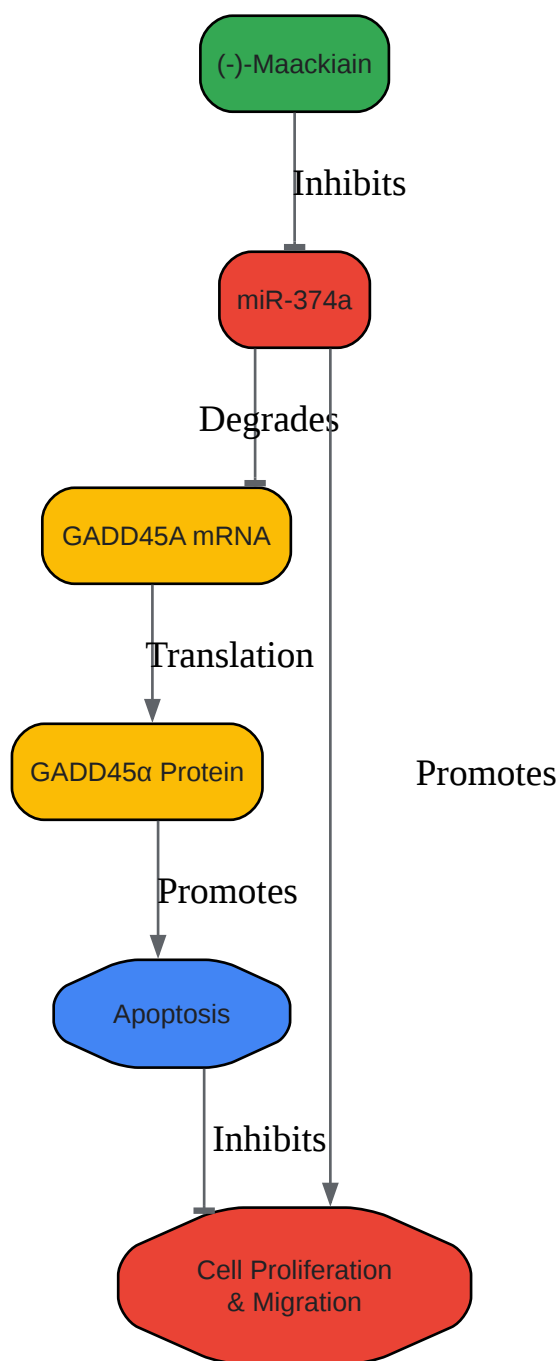 (-)-Maackiain
Inhibits
miR-374a
Degrades
GADD45A mRNA
Translation
GADD45α Protein
Promotes
Promotes
Apoptosis
Inhibits
Cell Proliferation
& Migration